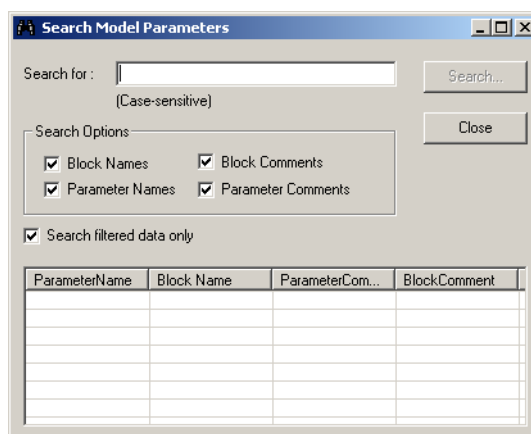 Search Model Parameters
Search for :
Search...
(Case-sensitive)
Close
Search Options
Block Names
Block Comments
Parameter Names
Parameter Comments
Search filtered data only
ParameterName Block Name ParameterCom... BlockComment